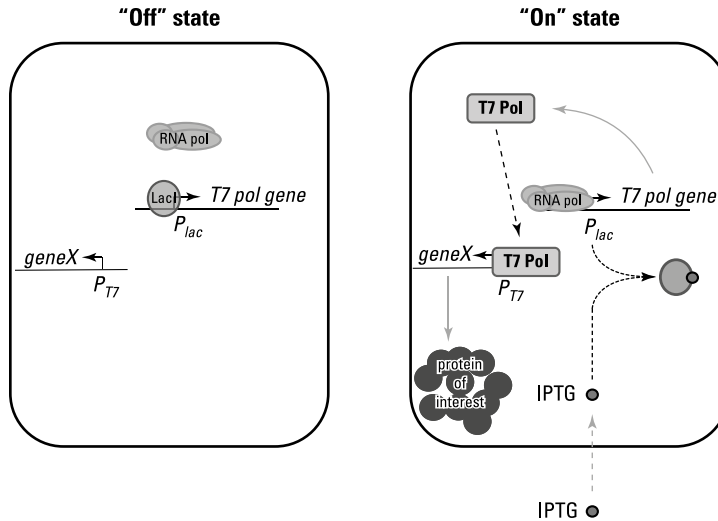 "Off" state
RNA pol
LacI
T7 pol gene
P_lac
geneX
P_T7
"On" state
T7 Pol
RNA pol
T7 pol gene
P_lac
geneX
T7 Pol
P_T7
protein
of
interest
IPTG
IPTG